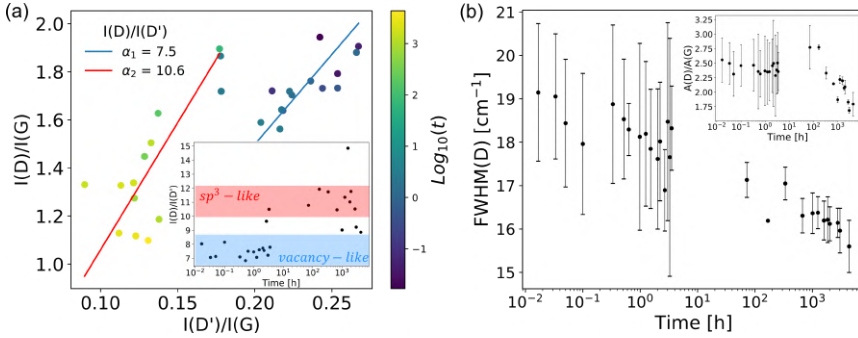 (a)
I(D)/I(D')
α₁ = 7.5
α₂ = 10.6
2.0
1.8
1.6
1.4
1.2
1.0
I(D)/I(G)
0.10
0.15
0.20
0.25
I(D')/I(G)
15
14
13
12
11
10
9
8
7
I(D)/I(D')
sp³−like
vacancy−like
10⁻² 10⁻¹ 10⁰ 10¹ 10² 10³
Time [h]
3
2
1
0
−1
Log₁₀(t)
(b)
21
20
19
18
17
16
15
FWHM(D) [cm⁻¹]
10⁻² 10⁻¹ 10⁰ 10¹ 10² 10³
Time [h]
3.25
3.00
2.75
2.50
2.25
2.00
1.75
A(D)/A(G)
10⁻² 10⁻¹ 10⁰ 10¹ 10² 10³
Time [h]